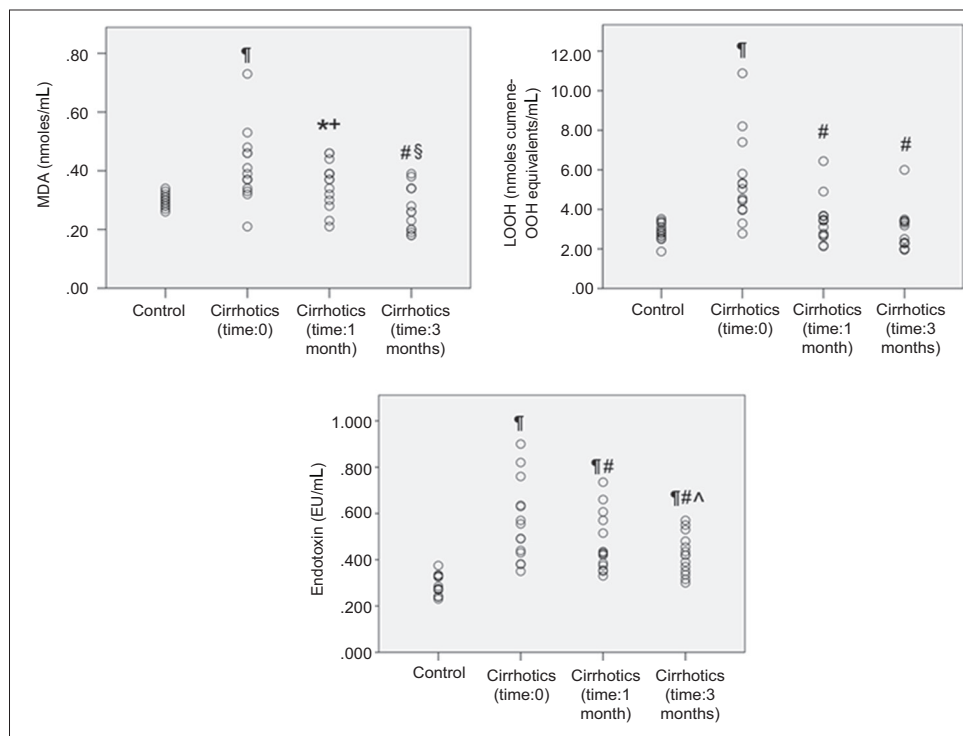 MDA (nmoles/mL)
.80
.60
.40
.20
.00
¶
*+
#§
Control
Cirrhotics
(time:0)
Cirrhotics
(time:1
month)
Cirrhotics
(time:3
months)
LOOH (nmoles cumene-
OOH equivalents/mL)
12.00
10.00
8.00
6.00
4.00
2.00
.00
¶
#
#
Control
Cirrhotics
(time:0)
Cirrhotics
(time:1
month)
Cirrhotics
(time:3
months)
Endotoxin (EU/mL)
1.000
.800
.600
.400
.200
.000
¶
¶#
¶#^
Control
Cirrhotics
(time:0)
Cirrhotics
(time:1
month)
Cirrhotics
(time:3
months)